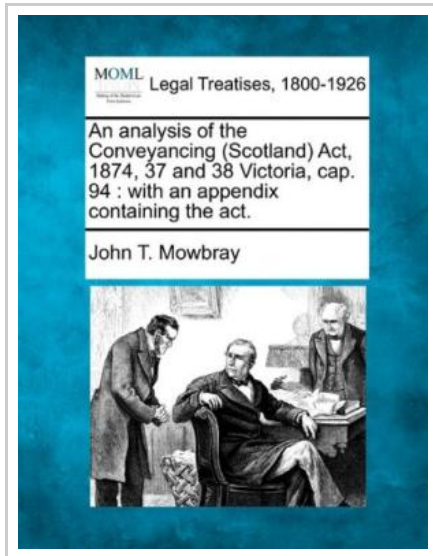 MOML
Legal Treatises, 1800-1926
An analysis of the
Conveyancing (Scotland) Act,
1874, 37 and 38 Victoria, cap.
94 : with an appendix
containing the act.
John T. Mowbray